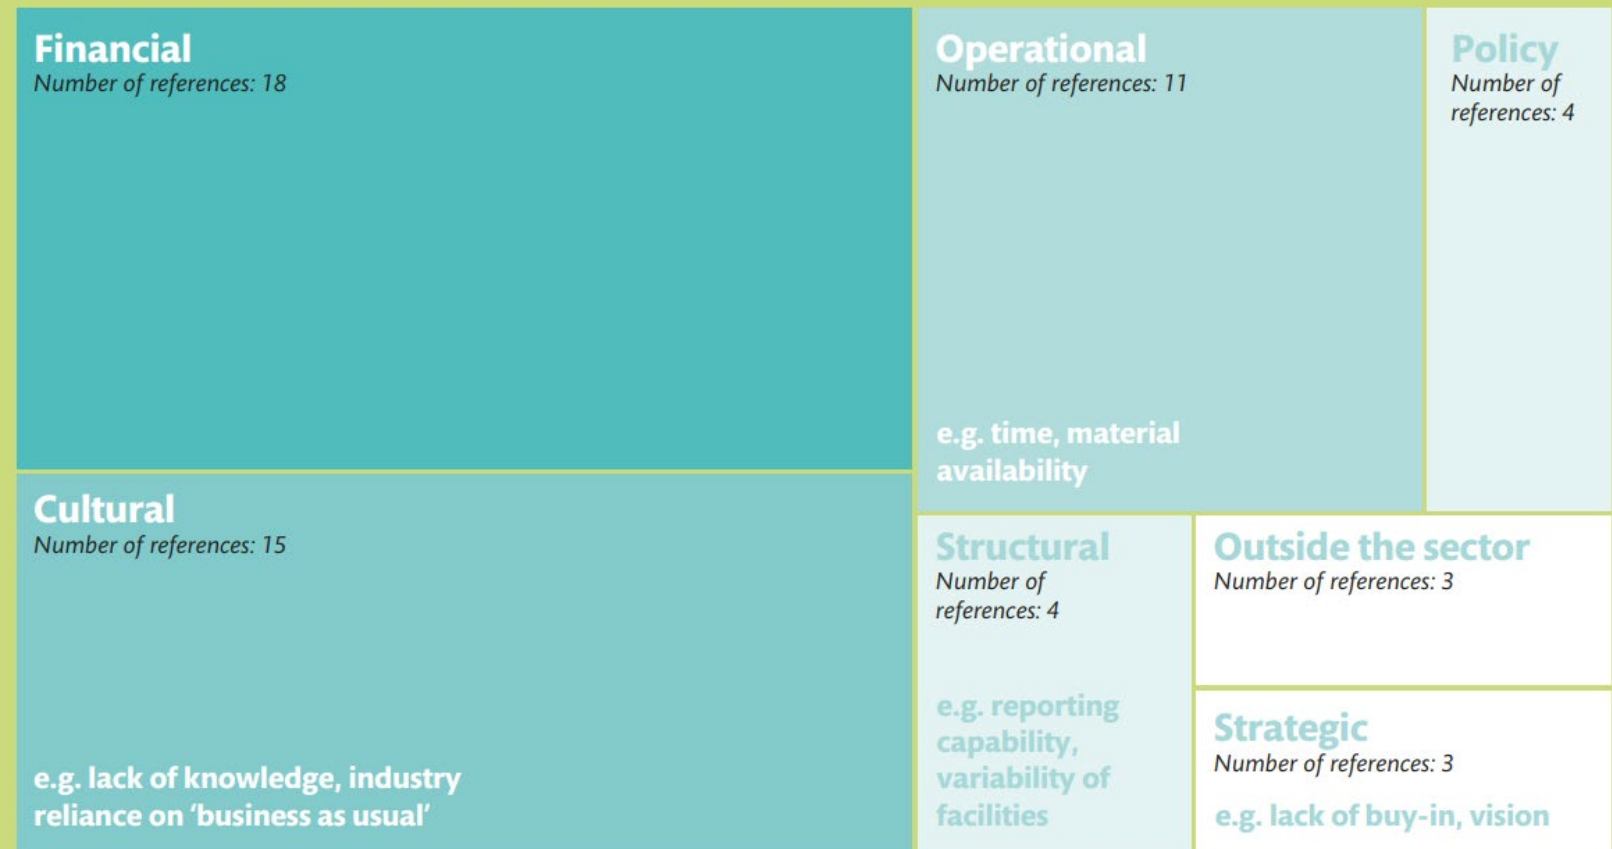 Financial
Number of references: 18
Cultural
Number of references: 15
e.g. lack of knowledge, industry
reliance on ‘business as usual’
Operational
Number of references: 11
e.g. time, material
availability
Policy
Number of
references: 4
Structural
Number of
references: 4
e.g. reporting
capability,
variability of
facilities
Outside the sector
Number of references: 3
Strategic
Number of references: 3
e.g. lack of buy-in, vision